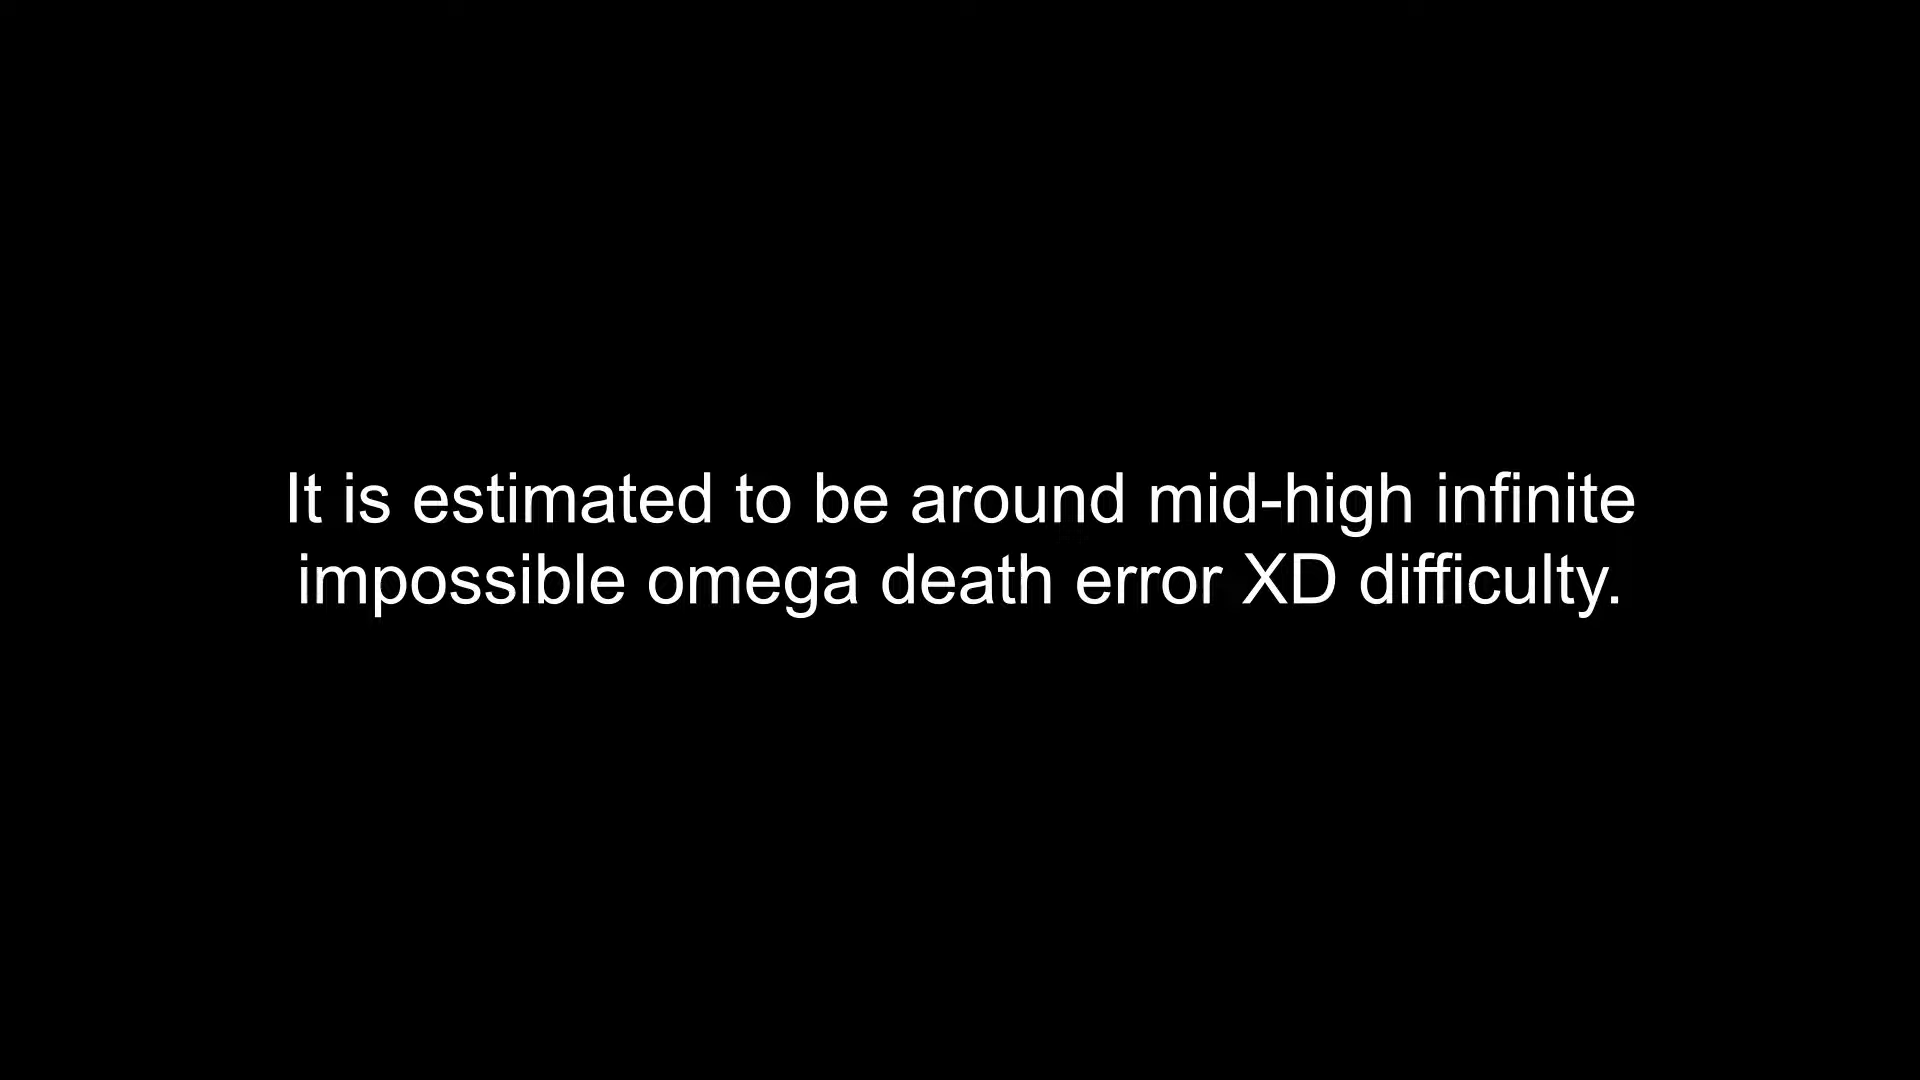 It is estimated to be around mid-high infinite
impossible omega death error XD difficulty.